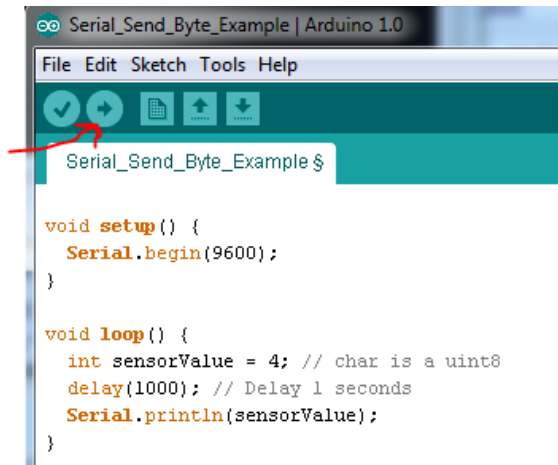 Serial_Send_Byte_Example | Arduino 1.0
File Edit Sketch Tools Help
Serial_Send_Byte_Example §
void setup() {
  Serial.begin(9600);
}
void loop() {
  int sensorValue = 4; // char is a uint8
  delay(1000); // Delay 1 seconds
  Serial.println(sensorValue);
}